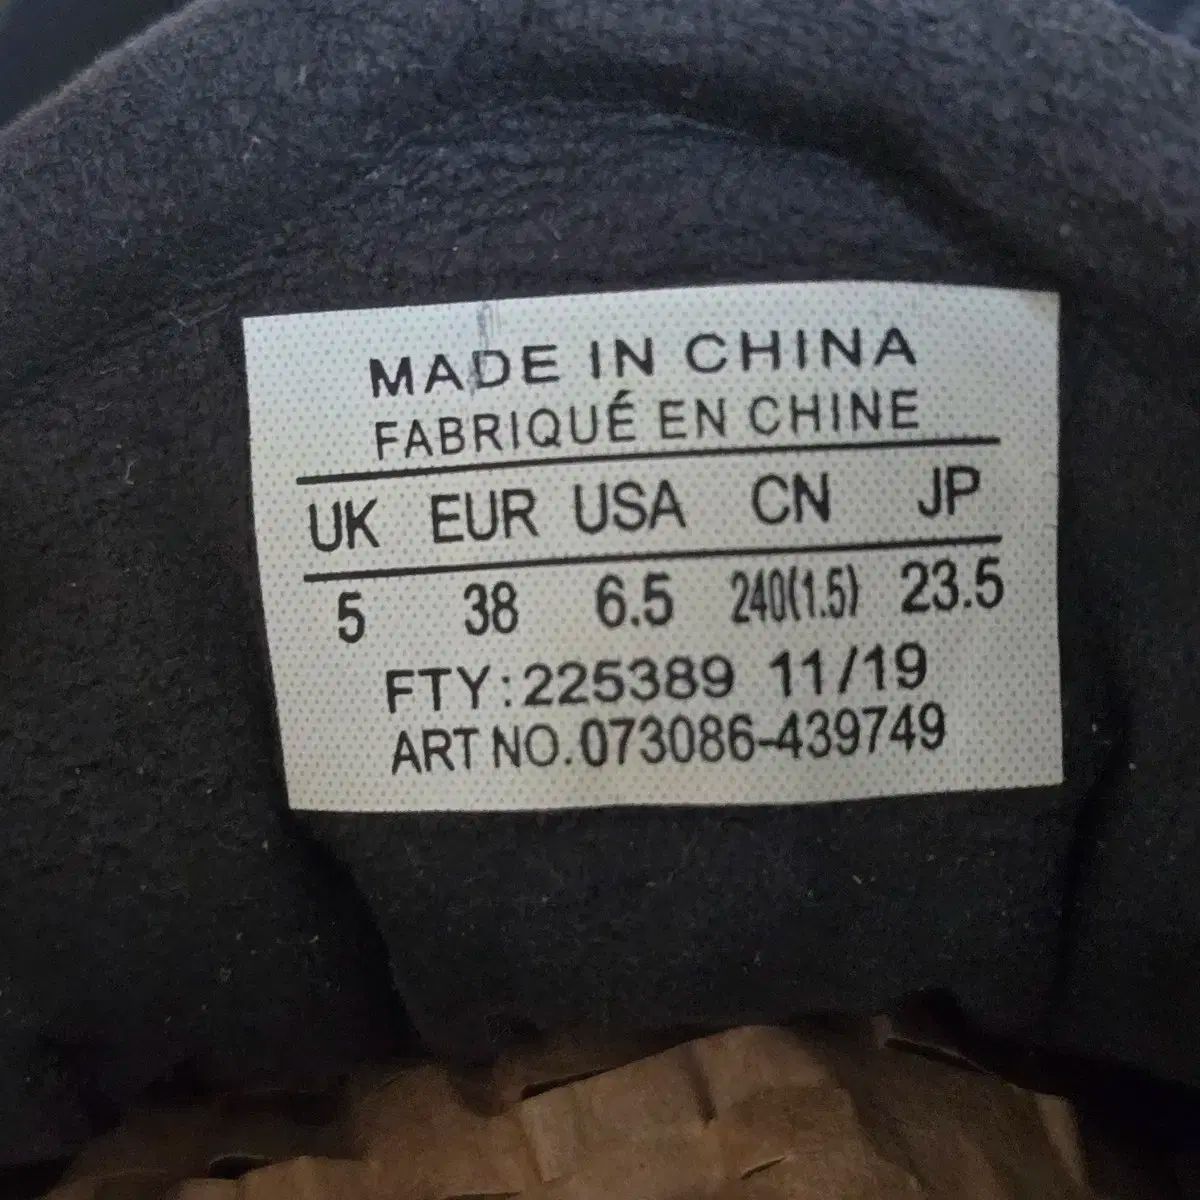 MADE IN CHINA
FABRIQUÉ EN CHINE
UK EUR USA CN JP
5 38 6.5 240(1.5) 23.5
FTY:225389 11/19
ART NO.073086-439749